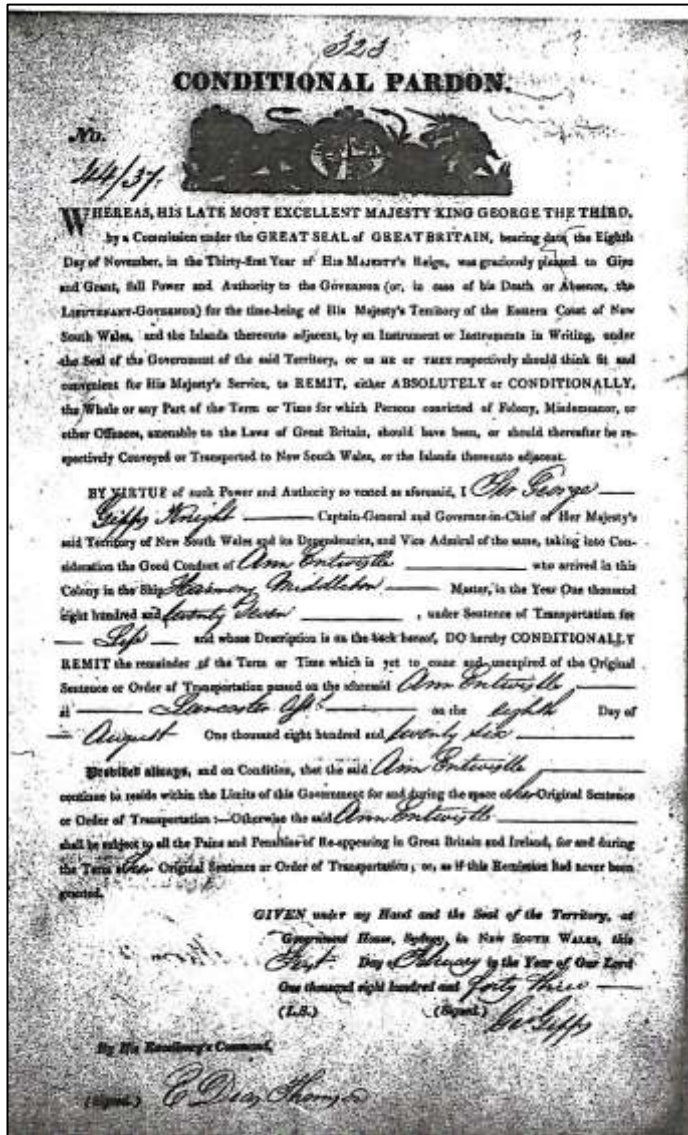 323
CONDITIONAL PARDON.
No.
44/37.
WHEREAS, HIS LATE MOST EXCELLENT MAJESTY KING GEORGE THE THIRD,
by a Commission under the GREAT SEAL of GREAT BRITAIN, bearing date the Eighth
Day of November, in the Thirty-first Year of HIS MAJESTY'S Reign, was graciously pleased to Give
and Grant, full Power and Authority to the GOVERNOR (or, in case of his Death or Absence, the
LIEUTENANT-GOVERNOR) for the time-being of His Majesty's Territory of the Eastern Coast of New
South Wales, and the Islands thereunto adjacent, by an Instrument or Instruments in Writing, under
the Seal of the Government of the said Territory, or as HE or THEY respectively should think fit and
convenient for His Majesty's Service, to REMIT, either ABSOLUTELY or CONDITIONALLY,
the Whole or any Part of the Term or Time for which Persons convicted of Felony, Misdemeanor, or
other Offences, amenable to the Laws of Great Britain, should have been, or should thereafter be re-
spectively Conveyed or Transported to New South Wales, or the Islands thereunto adjacent.
BY VIRTUE of such Power and Authority so vested as aforesaid, I Sir George
Gipps Knight Captain-General and Governor-in-Chief of Her Majesty's
said Territory of New South Wales and its Dependencies, and Vice Admiral of the same, taking into Con-
sideration the Good Conduct of Ann Entwistle who arrived in this
Colony in the Ship Harmony Middleton Master, in the Year One thousand
eight hundred and twenty seven, under Sentence of Transportation for
Life and whose Description is on the back hereof, DO hereby CONDITIONALLY
REMIT the remainder of the Term or Time which is yet to come and unexpired of the Original
Sentence or Order of Transportation passed on the aforesaid Ann Entwistle
at Lancaster on the eighth Day of
August One thousand eight hundred and twenty six
Provided always, and on Condition, that the said Ann Entwistle
continue to reside within the Limits of this Government for and during the space of her Original Sentence
or Order of Transportation :—Otherwise the said Ann Entwistle
shall be subject to all the Pains and Penalties of Re-appearing in Great Britain and Ireland, for and during
the Term of her Original Sentence or Order of Transportation; or, as if this Remission had never been
granted.
GIVEN under my Hand and the Seal of the Territory, at
Government House, Sydney, in NEW SOUTH WALES, this
First Day of February in the Year of Our Lord
One thousand eight hundred and forty three
(L.S.) (Signed.)
Geo Gipps
By His Excellency's Command,
(Signed.) E Deas Thomson